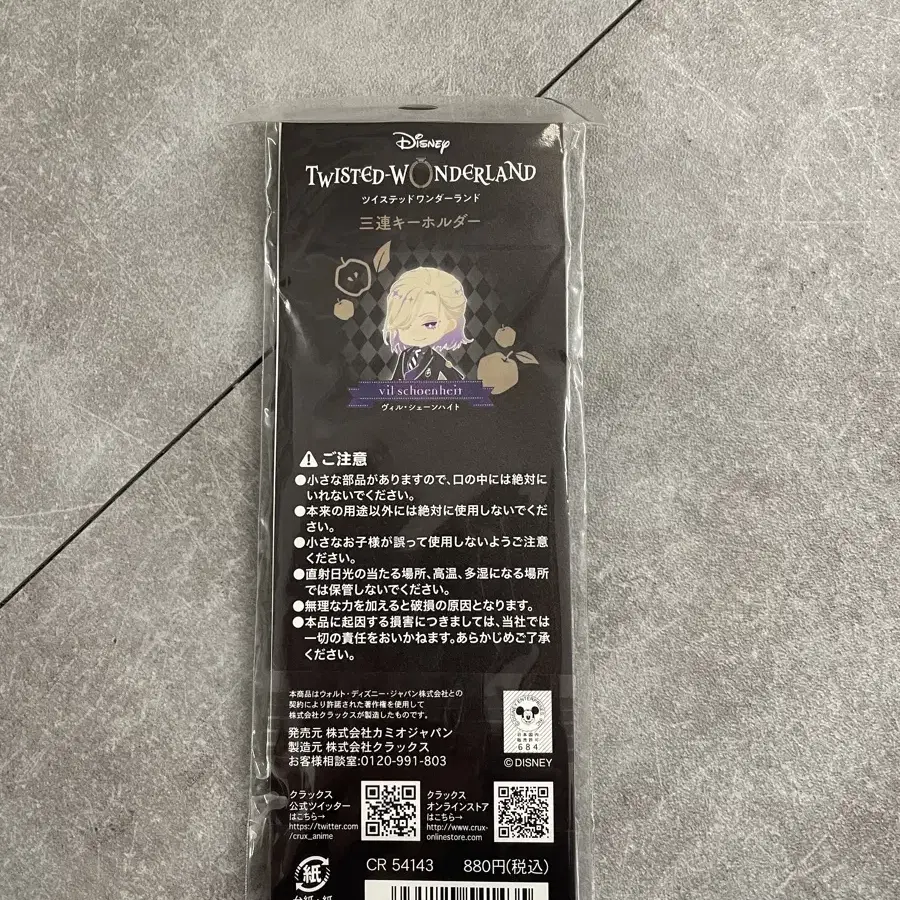 Disney
TWISTED-WONDERLAND
ツイステッドワンダーランド
三連キーホルダー
vil schoenheit
ヴィル・シェーンハイト
ご注意
●小さな部品がありますので、口の中には絶対に
いれないでください。
●本来の用途以外には絶対に使用しないでくだ
さい。
●小さなお子様が誤って使用しないようご注意
ください。
●直射日光の当たる場所、高温、多湿になる場所
では保管しないでください。
●無理な力を加えると破損の原因となります。
●本品に起因する損害につきましては、当社では
一切の責任をおいかねます。あらかじめご了承
ください。
本商品はウォルト・ディズニー・ジャパン株式会社との
契約により許諾された著作権を使用して
株式会社クラックスが製造したものです。
発売元 株式会社カミオジャパン
製造元 株式会社クラックス
お客様相談室:0120-991-803
日本国内
販売許可
684
©DISNEY
クラックス
公式ツイッター
はこちら→
https://twitter.com
/crux_anime
クラックス
オンラインストア
はこちら→
http://www.crux-
onlinestore.com
紙
CR 54143 880円(税込)